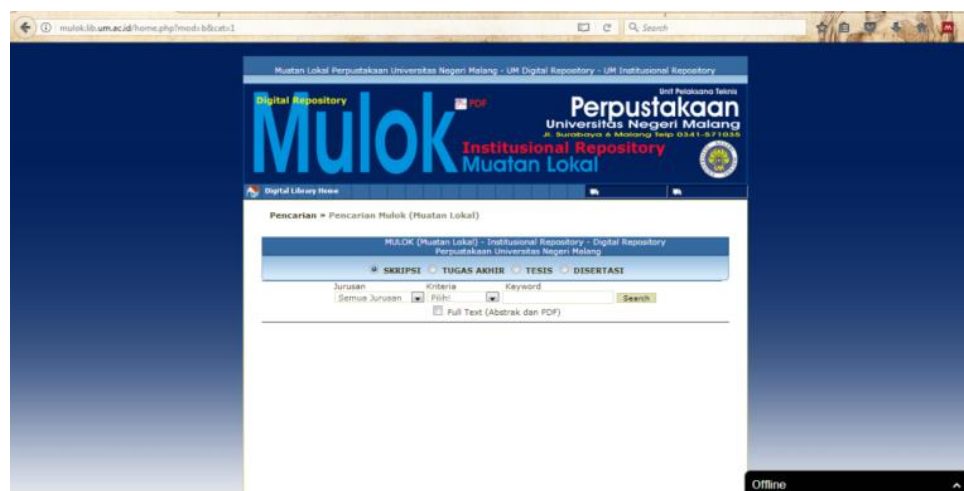 mulok.lib.um.ac.id/home.php?mod=b&cat=1
Search
Muatan Lokal Perpustakaan Universitas Negeri Malang - UM Digital Repository - UM Institusional Repository
Digital Repository
PDF
Unit Pelaksana Teknis
Perpustakaan
Universitas Negeri Malang
Jl. Surabaya 6 Malang Telp 0341-571035
Mulok
Institusional Repository
Muatan Lokal
Digital Library Home
Pencarian » Pencarian Mulok (Muatan Lokal)
MULOK (Muatan Lokal) - Institusional Repository - Digital Repository
Perpustakaan Universitas Negeri Malang
SKRIPSI TUGAS AKHIR TESIS DISERTASI
Jurusan Kriteria Keyword
Semua Jurusan Pilih! Search
Full Text (Abstrak dan PDF)
Offline